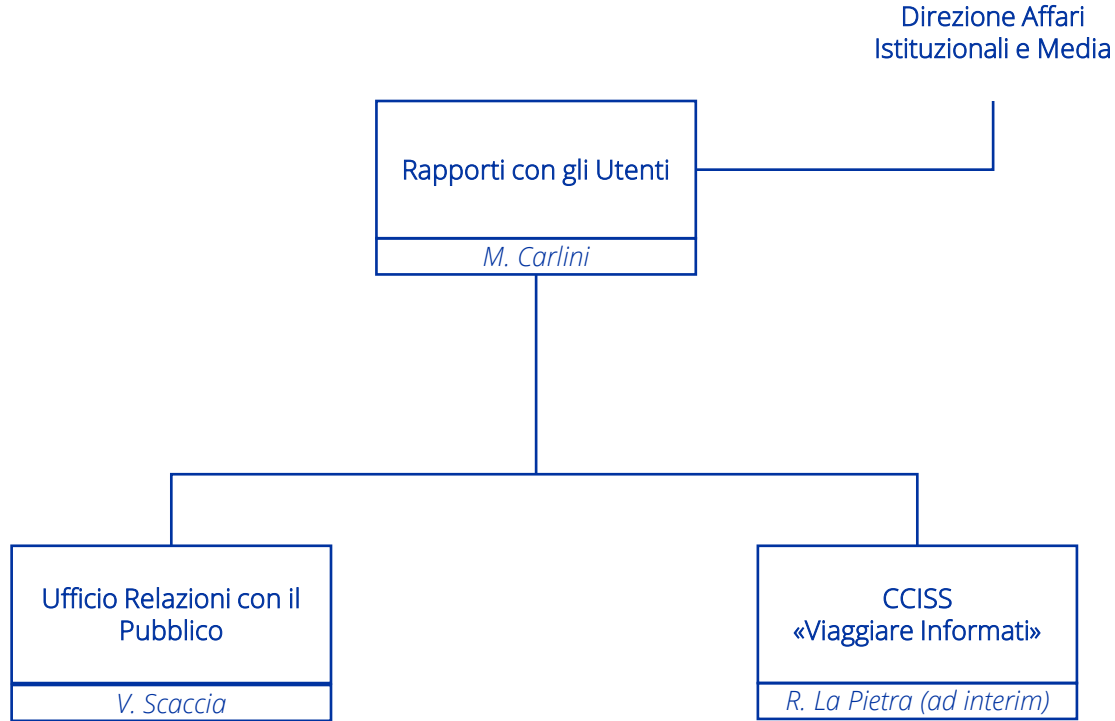 Direzione Affari
Istituzionali e Media
Rapporti con gli Utenti
M. Carlini
Ufficio Relazioni con il
Pubblico
V. Scaccia
CCISS
«Viaggiare Informati»
R. La Pietra (ad interim)